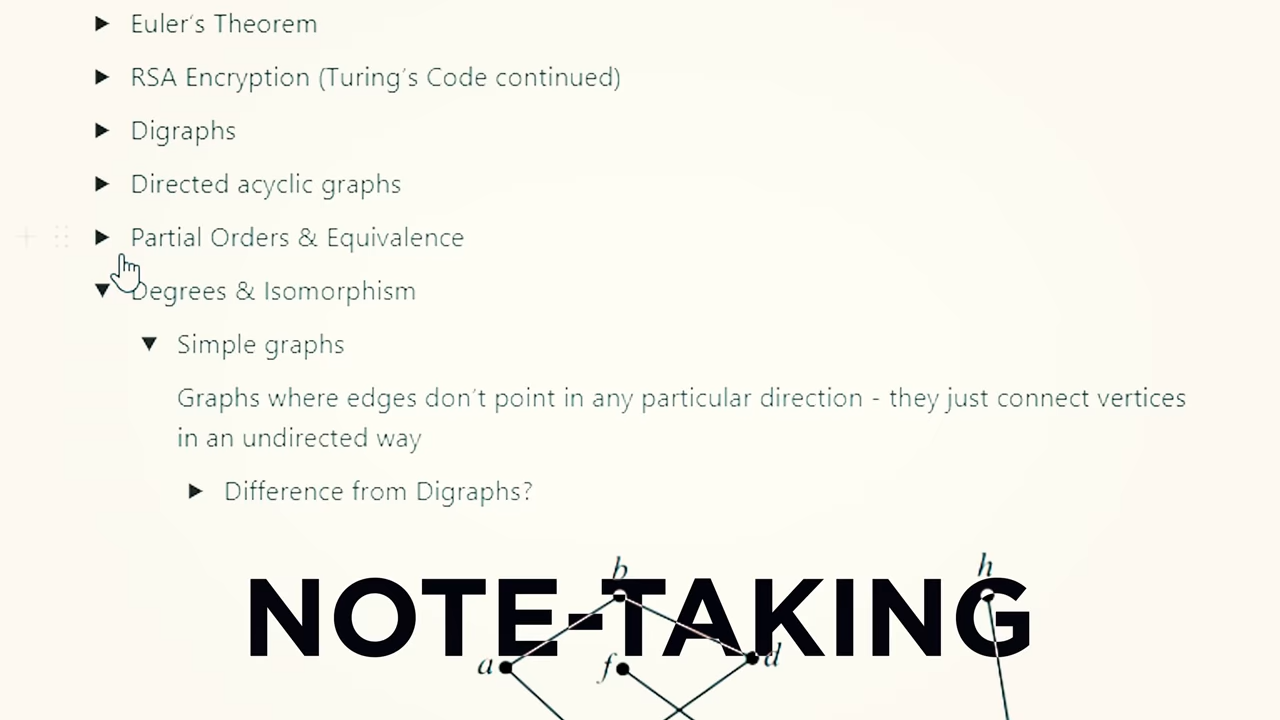 Euler's Theorem
RSA Encryption (Turing's Code continued)
Digraphs
Directed acyclic graphs
Partial Orders & Equivalence
Degrees & Isomorphism
Simple graphs
Graphs where edges don't point in any particular direction - they just connect vertices
in an undirected way
Difference from Digraphs?
b
h
NOTE-TAKING
a
f
d